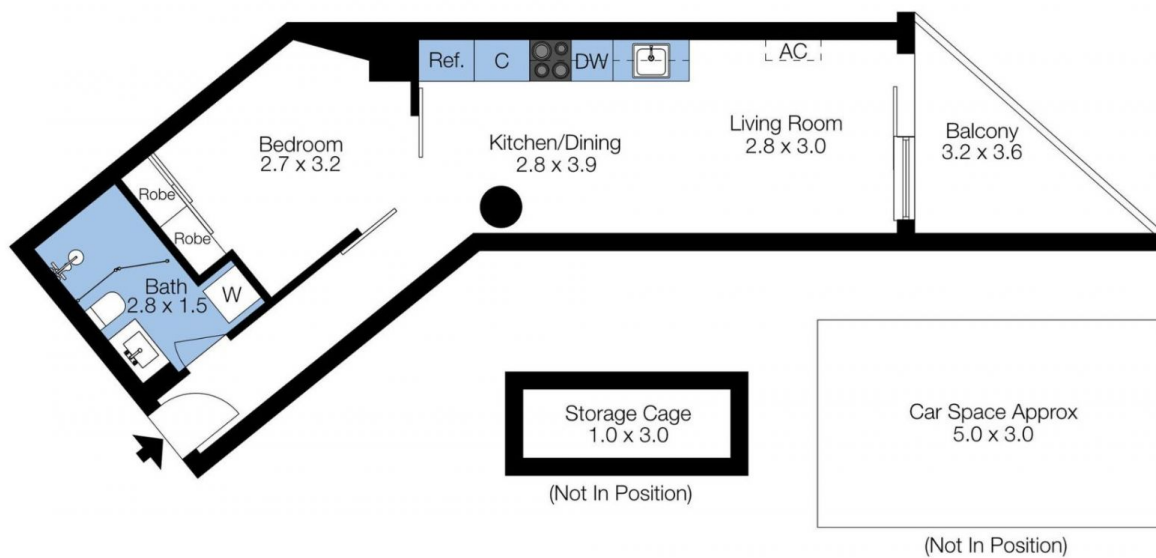 Ref.
C
DW
AC
Bedroom
2.7 x 3.2
Kitchen/Dining
2.8 x 3.9
Living Room
2.8 x 3.0
Balcony
3.2 x 3.6
Robe
Robe
Bath
2.8 x 1.5
W
Storage Cage
1.0 x 3.0
(Not In Position)
Car Space Approx
5.0 x 3.0
(Not In Position)